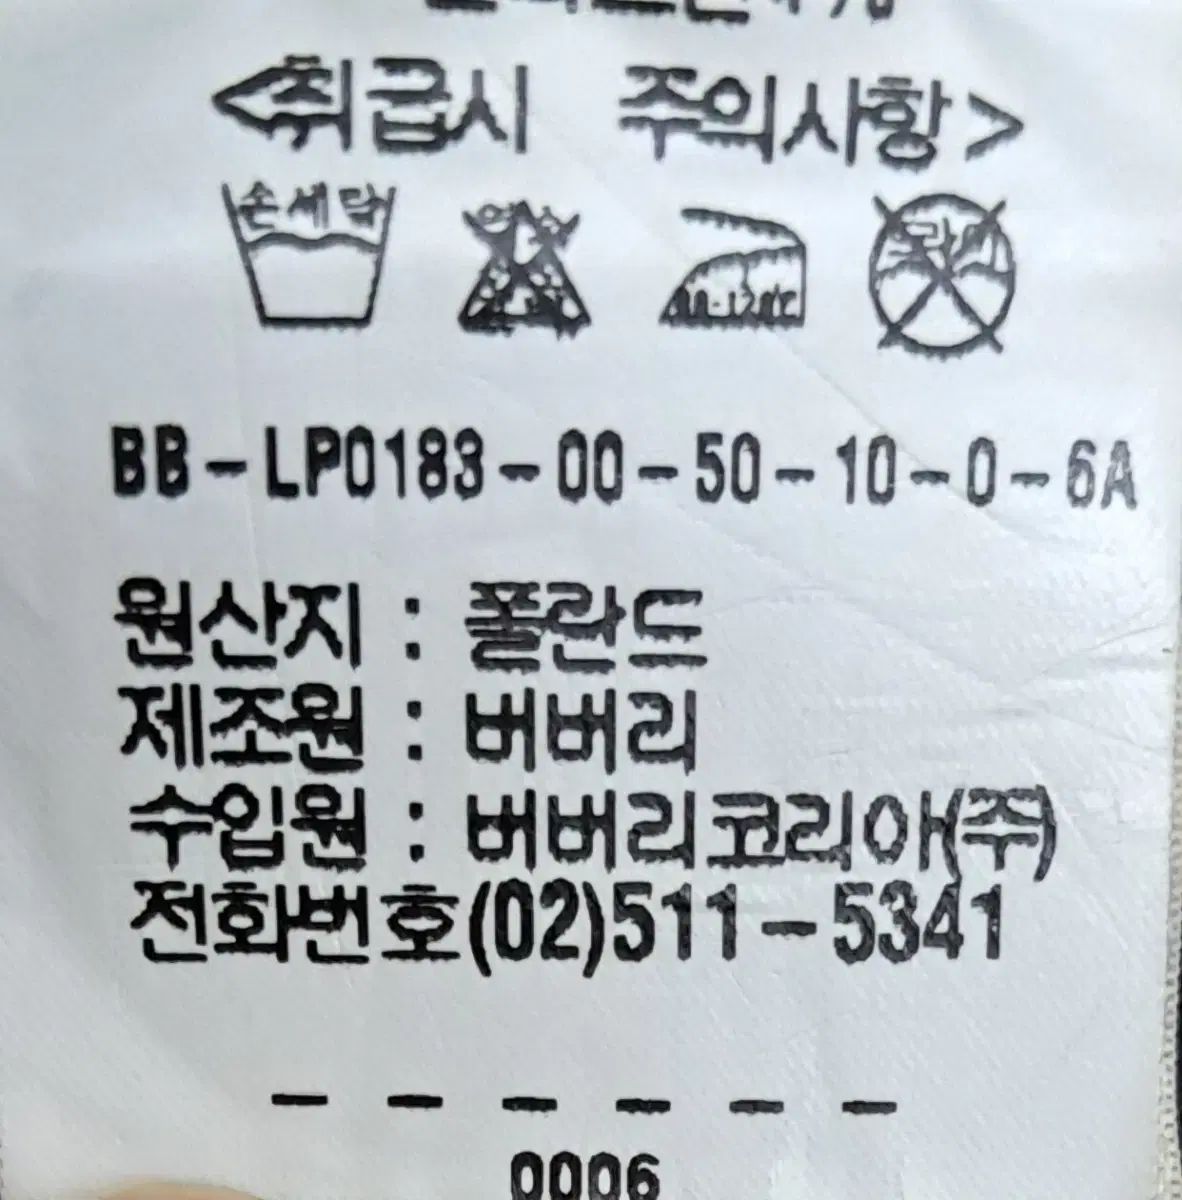 <취급시 주의사항>
손세탁
BB-LP0183-00-50-10-0-6A
원산지 : 폴란드
제조원 : 버버리
수입원 : 버버리코리아(주)
전화번호(02)511-5341
- - - - - -
0006